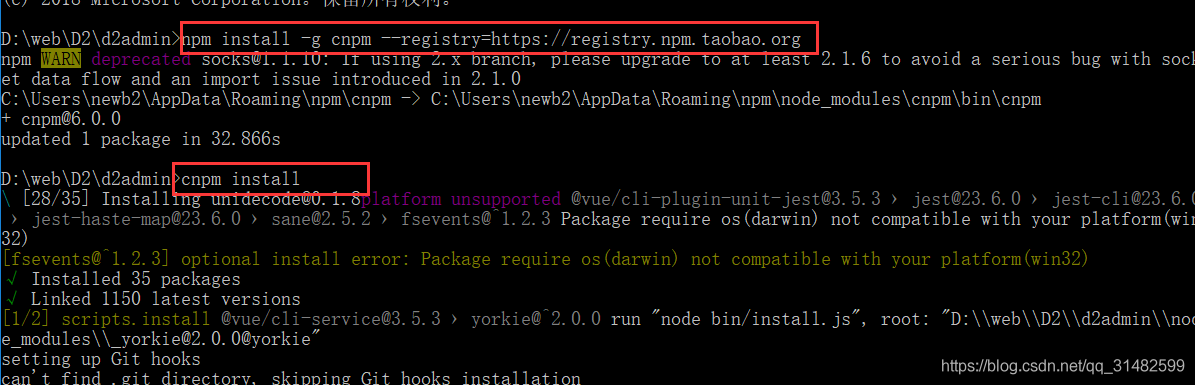 (c) 2018 Microsoft Corporation。保留所有权利。
D:\web\D2\d2admin>npm install -g cnpm --registry=https://registry.npm.taobao.org
npm WARN deprecated socks@1.1.10: If using 2.x branch, please upgrade to at least 2.1.6 to avoid a serious bug with sock
et data flow and an import issue introduced in 2.1.0
C:\Users\newb2\AppData\Roaming\npm\cnpm -> C:\Users\newb2\AppData\Roaming\npm\node_modules\cnpm\bin\cnpm
+ cnpm@6.0.0
updated 1 package in 32.866s
D:\web\D2\d2admin>cnpm install
\ [28/35] Installing unidecode@0.1.8platform unsupported @vue/cli-plugin-unit-jest@3.5.3 › jest@23.6.0 › jest-cli@23.6.0
› jest-haste-map@23.6.0 › sane@2.5.2 › fsevents@^1.2.3 Package require os(darwin) not compatible with your platform(win
32)
[fsevents@^1.2.3] optional install error: Package require os(darwin) not compatible with your platform(win32)
√ Installed 35 packages
√ Linked 1150 latest versions
[1/2] scripts.install @vue/cli-service@3.5.3 › yorkie@^2.0.0 run "node bin/install.js", root: "D:\\web\\D2\\d2admin\\nod
e_modules\\_yorkie@2.0.0@yorkie"
setting up Git hooks
can't find .git directory, skipping Git hooks installation
https://blog.csdn.net/qq_31482599